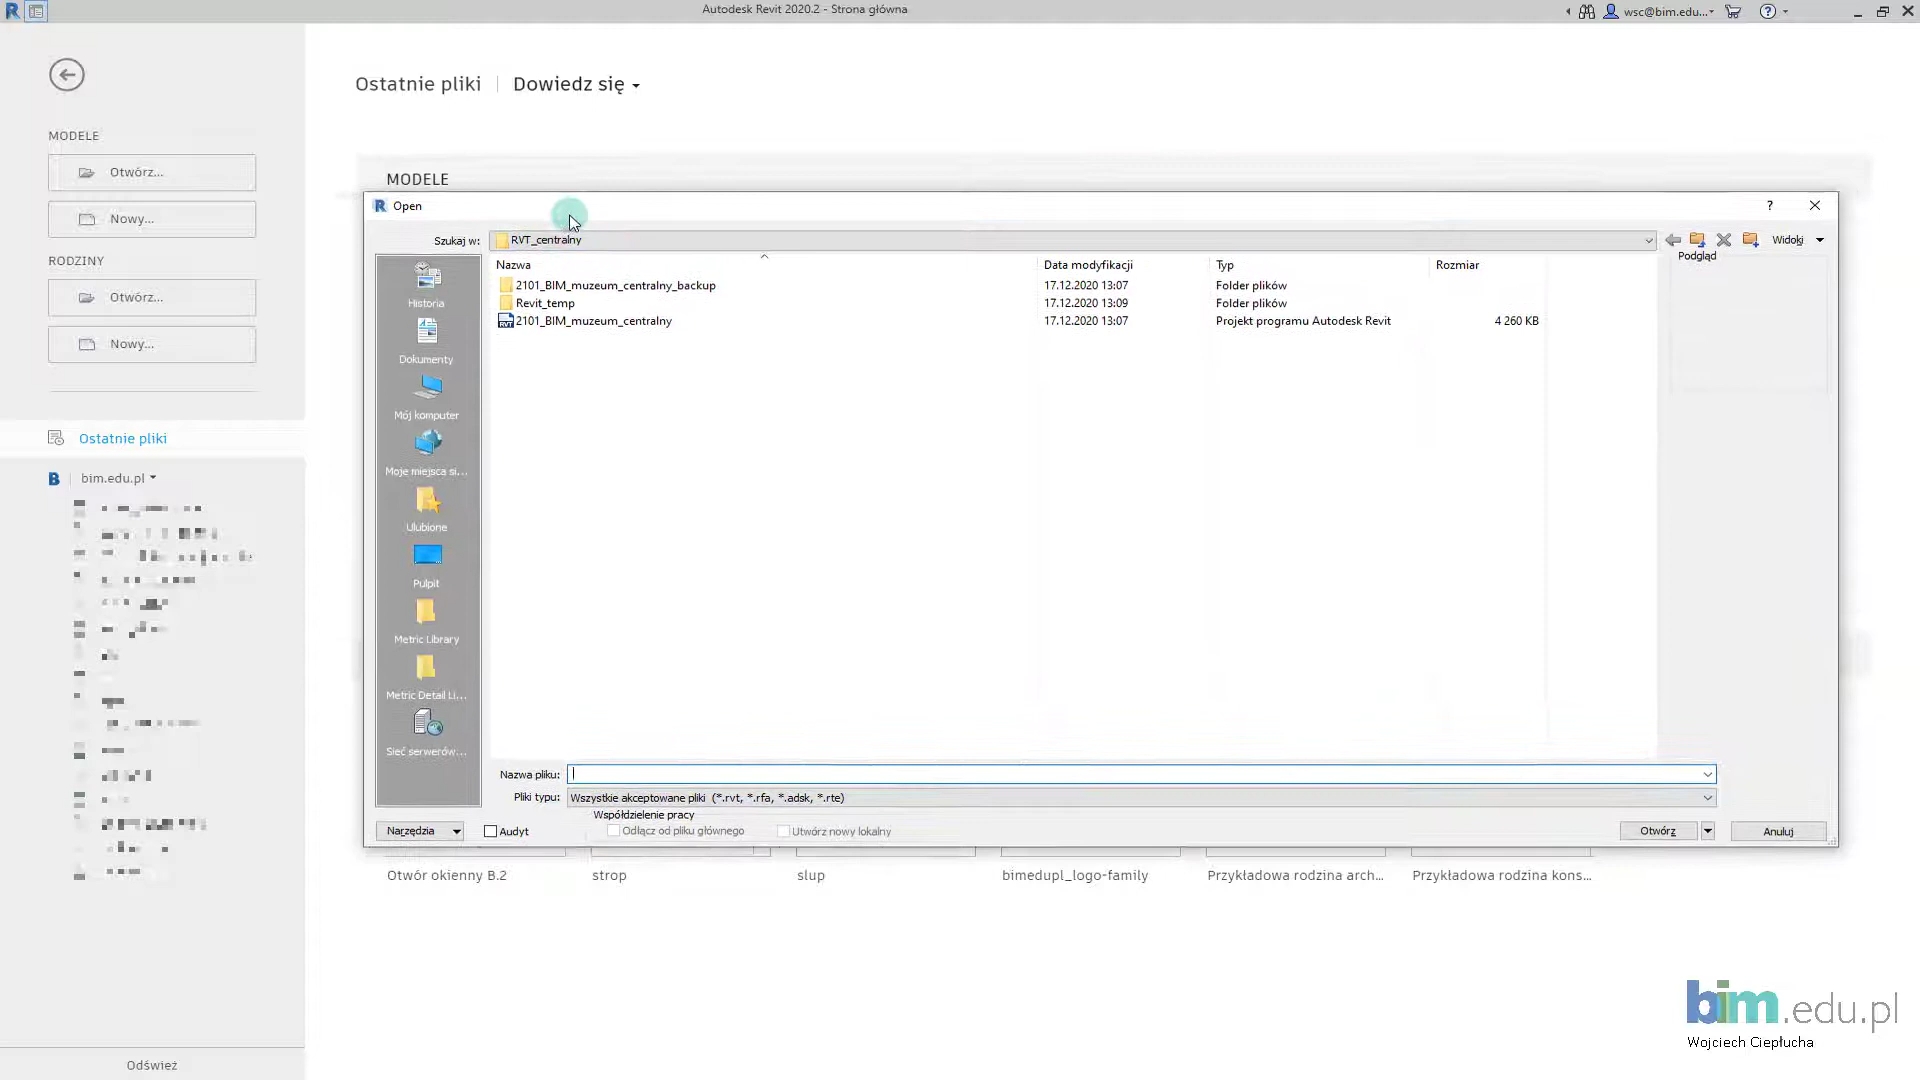 Autodesk Revit 2020.2 - Strona główna
wsc@bim.edu...
Ostatnie pliki
Dowiedz się
MODELE
Otwórz...
Nowy...
RODZINY
Otwórz...
Nowy...
Ostatnie pliki
bim.edu.pl
Odśwież
MODELE
Open
Szukaj w:
RVT_centralny
Widoki
Podgląd
Nazwa
Data modyfikacji
Typ
Rozmiar
2101_BIM_muzeum_centralny_backup
17.12.2020 13:07
Folder plików
Revit_temp
17.12.2020 13:09
Folder plików
2101_BIM_muzeum_centralny
17.12.2020 13:07
Projekt programu Autodesk Revit
4 260 KB
Historia
Dokumenty
Mój komputer
Moje miejsca si...
Ulubione
Pulpit
Metric Library
Metric Detail Li...
Sieć serwerów...
Nazwa pliku:
Pliki typu:
Wszystkie akceptowane pliki (*.rvt, *.rfa, *.adsk, *.rte)
Współdzielenie pracy
Narzędzia
Audyt
Odłącz od pliku głównego
Utwórz nowy lokalny
Otwórz
Anuluj
Otwór okienny B.2
strop
slup
bimedupl_logo-family
Przykładowa rodzina arch...
Przykładowa rodzina kons...
bim.edu.pl
Wojciech Ciepłucha